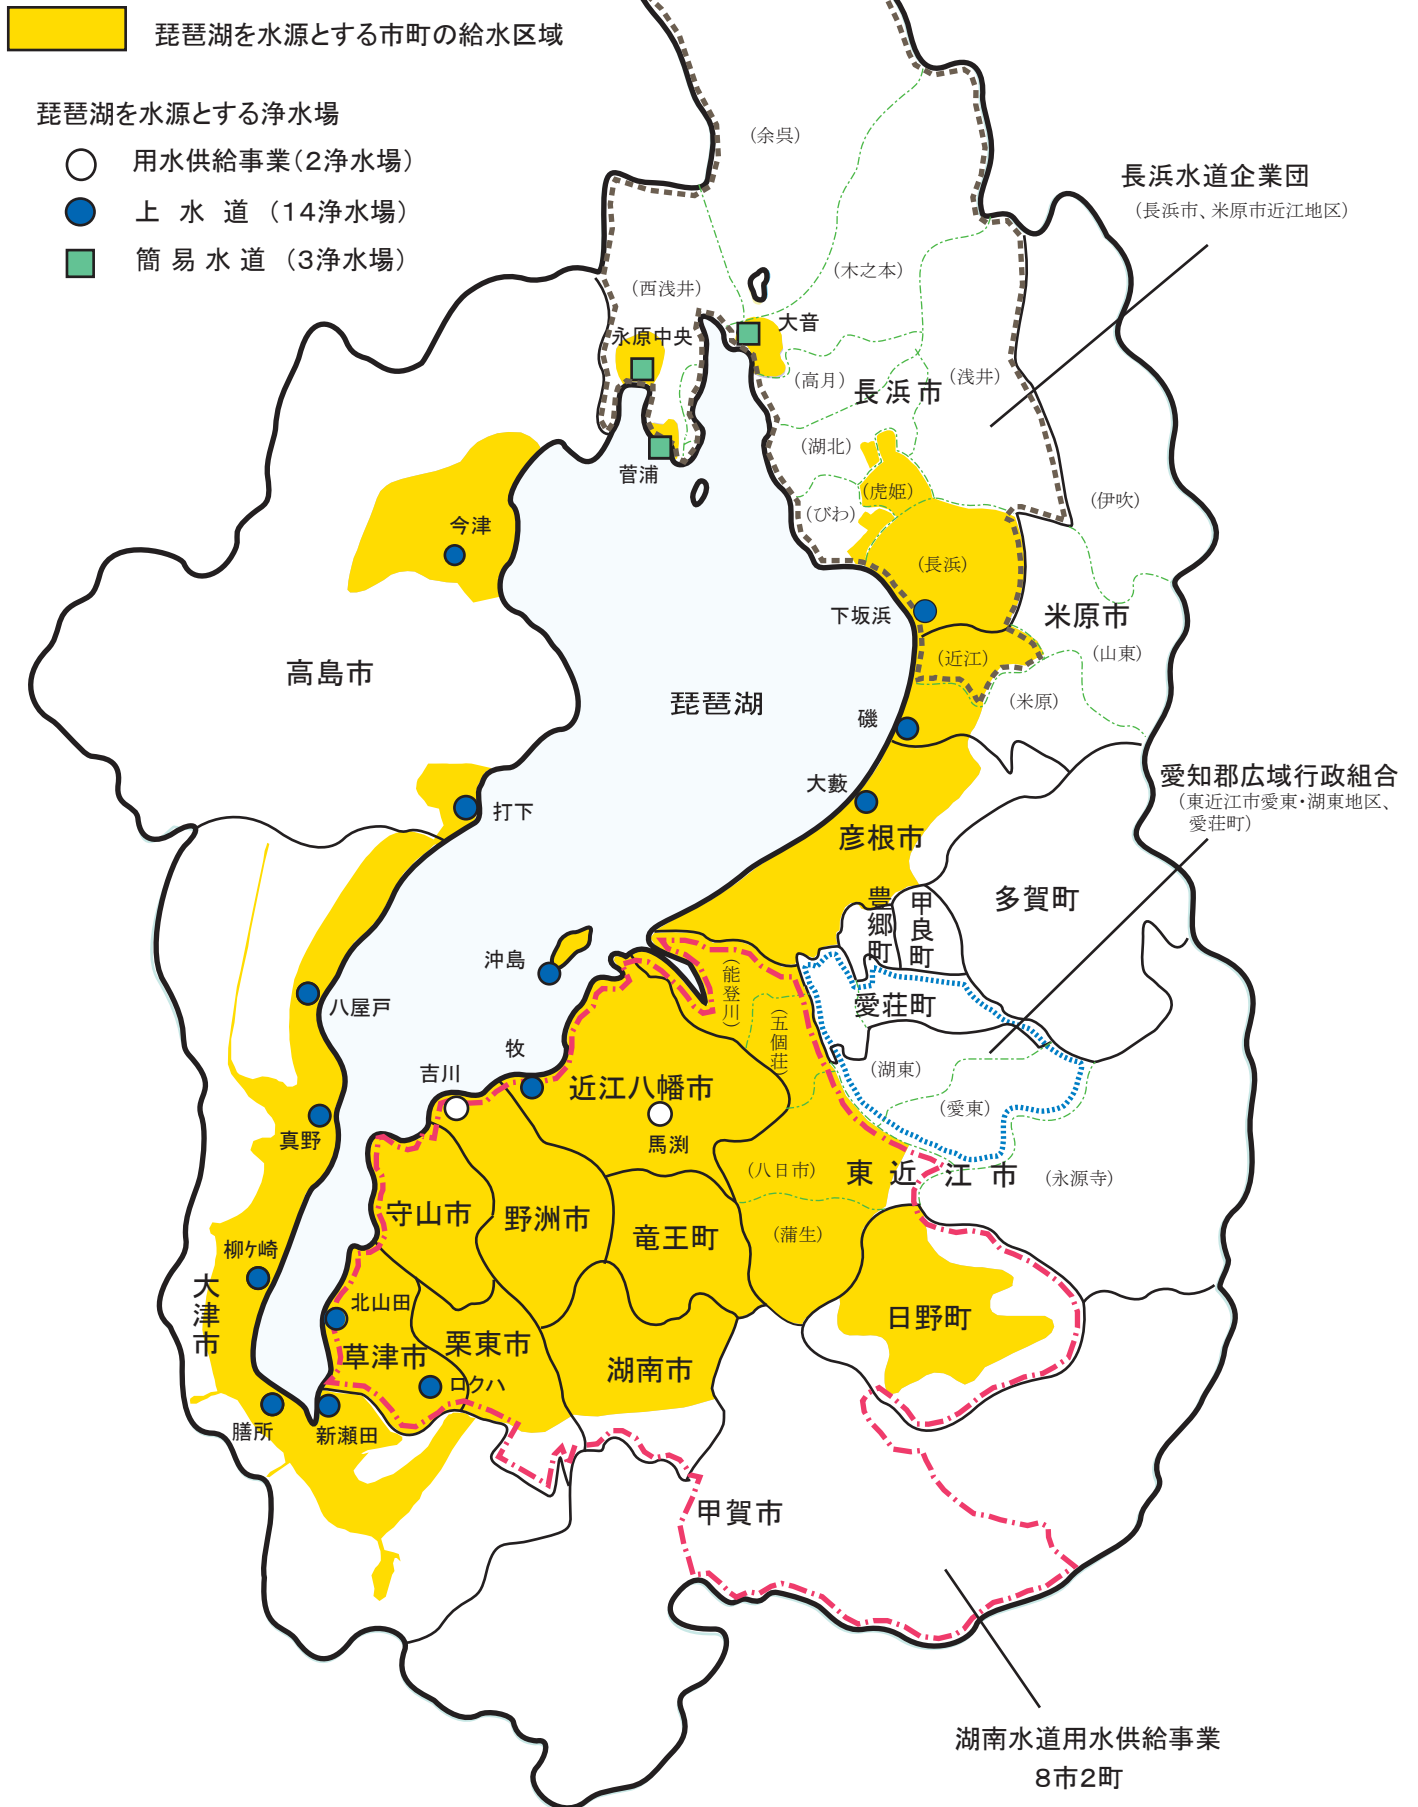 琵琶湖を水源とする市町の給水区域
琵琶湖を水源とする浄水場
用水供給事業(2浄水場)
上水道 (14浄水場)
簡易水道 (3浄水場)
(余呉)
長浜水道企業団
(長浜市、米原市近江地区)
(木之本)
(西浅井)
大音
永原中央
(高月)
(浅井)
長浜市
(湖北)
菅浦
(虎姫)
(伊吹)
(びわ)
今津
(長浜)
下坂浜
米原市
(山東)
(近江)
高島市
(米原)
琵琶湖
磯
愛知郡広域行政組合
(東近江市愛東・湖東地区、
愛荘町)
大藪
打下
彦根市
豊郷町
甲良町
多賀町
沖島
(能登川)
八屋戸
愛荘町
(五個荘)
牧
吉川
近江八幡市
(湖東)
(愛東)
真野
馬渕
(八日市)
東近江市
(永源寺)
守山市
野洲市
竜王町
(蒲生)
柳ケ崎
大津市
北山田
日野町
草津市
栗東市
湖南市
ロクハ
膳所
新瀬田
甲賀市
湖南水道用水供給事業
8市2町